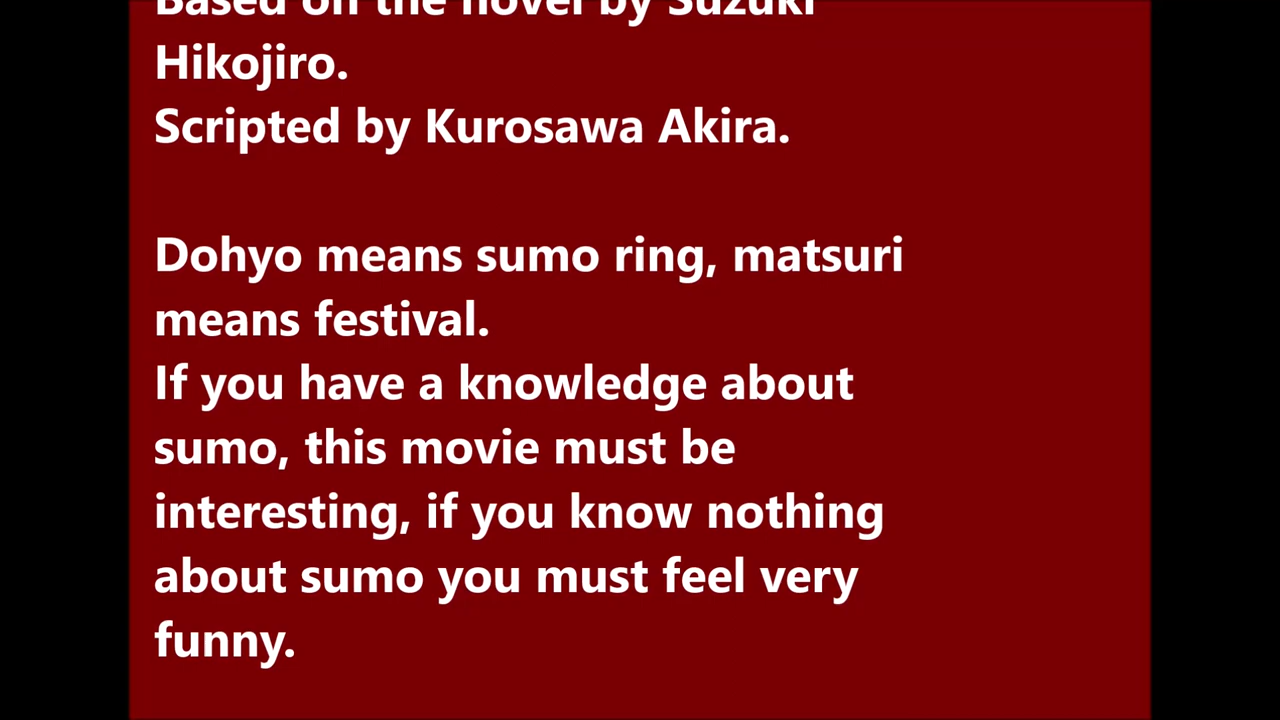 Based on the novel by Suzuki
Hikojiro.
Scripted by Kurosawa Akira.
Dohyo means sumo ring, matsuri
means festival.
If you have a knowledge about
sumo, this movie must be
interesting, if you know nothing
about sumo you must feel very
funny.